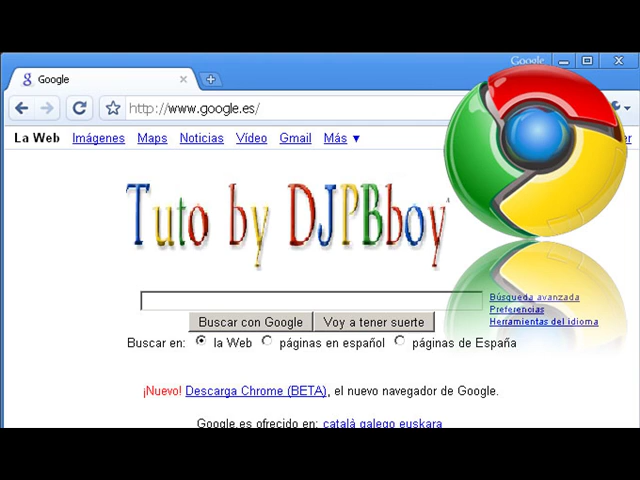 Google
Google
http://www.google.es/
La Web Imágenes Maps Noticias Vídeo Gmail Más ▼
Tuto by DJPBboy
Búsqueda avanzada
Preferencias
Herramientas del idioma
Buscar con Google Voy a tener suerte
Buscar en: la Web páginas en español páginas de España
¡Nuevo! Descarga Chrome (BETA), el nuevo navegador de Google.
Google.es ofrecido en: català galego euskara